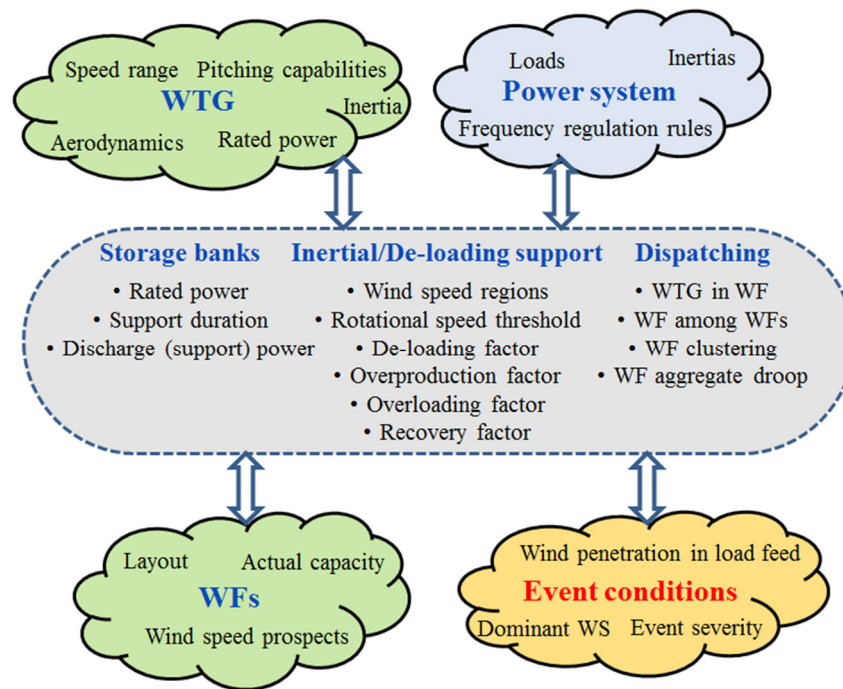 Speed range Pitching capabilities
WTG
Inertia
Aerodynamics Rated power
Loads Inertias
Power system
Frequency regulation rules
Storage banks
• Rated power
• Support duration
• Discharge (support) power
Inertial/De-loading support
• Wind speed regions
• Rotational speed threshold
• De-loading factor
• Overproduction factor
• Overloading factor
• Recovery factor
Dispatching
• WTG in WF
• WF among WFs
• WF clustering
• WF aggregate droop
Layout Actual capacity
WFs
Wind speed prospects
Wind penetration in load feed
Event conditions
Dominant WS Event severity